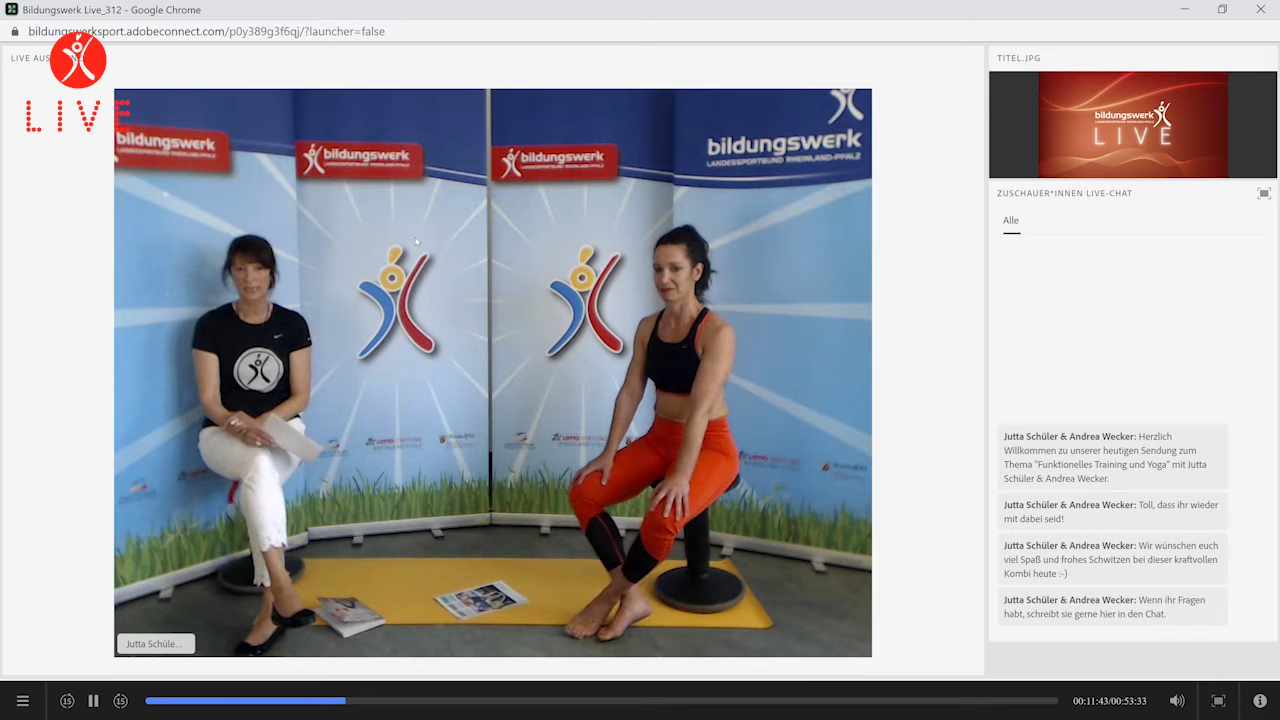 Bildungswerk Live_312 - Google Chrome
bildungswerksport.adobeconnect.com/p0y389g3f6qj/?launcher=false
LIVE AUS
LIVE
TITEL.JPG
bildungswerk
LIVE
ZUSCHAUER*INNEN LIVE-CHAT
Alle
bildungswerk
bildungswerk
bildungswerk
bildungswerk
LANDESSPORTBUND RHEINLAND-PFALZ
Jutta Schüler & Andrea Wecker: Herzlich
Willkommen zu unserer heutigen Sendung zum
Thema "Funktionelles Training und Yoga" mit Jutta
Schüler & Andrea Wecker.
Jutta Schüler & Andrea Wecker: Toll, dass ihr wieder
mit dabei seid!
Jutta Schüler & Andrea Wecker: Wir wünschen euch
viel Spaß und frohes Schwitzen bei dieser kraftvollen
Kombi heute :-)
Jutta Schüler & Andrea Wecker: Wenn ihr Fragen
habt, schreibt sie gerne hier in den Chat.
Jutta Schüle...
15
15
00:11:43/00:53:33